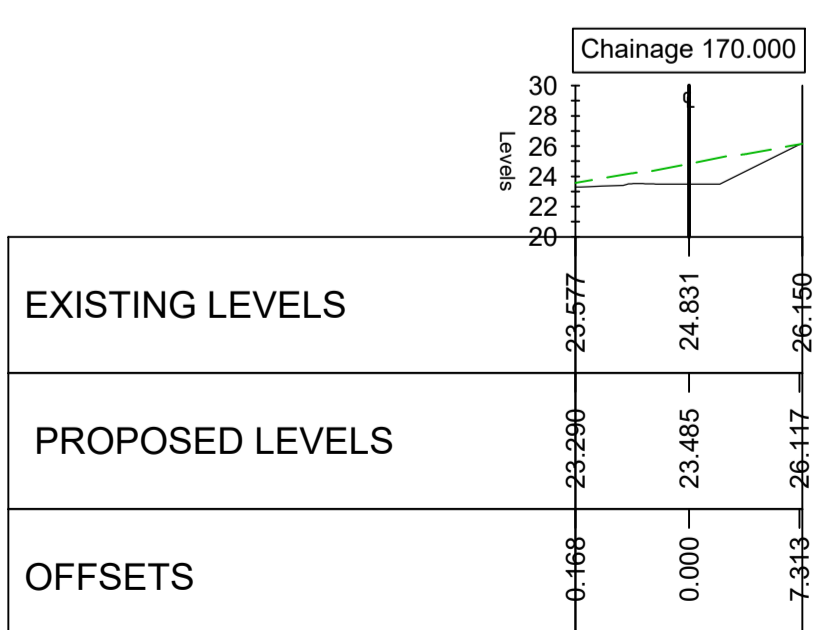 Chainage 170.000
30
28
26
24
22
20
Levels
℄
EXISTING LEVELS 23.577 24.831 26.150
PROPOSED LEVELS 23.290 23.485 26.117
OFFSETS 0.168 0.000 7.313